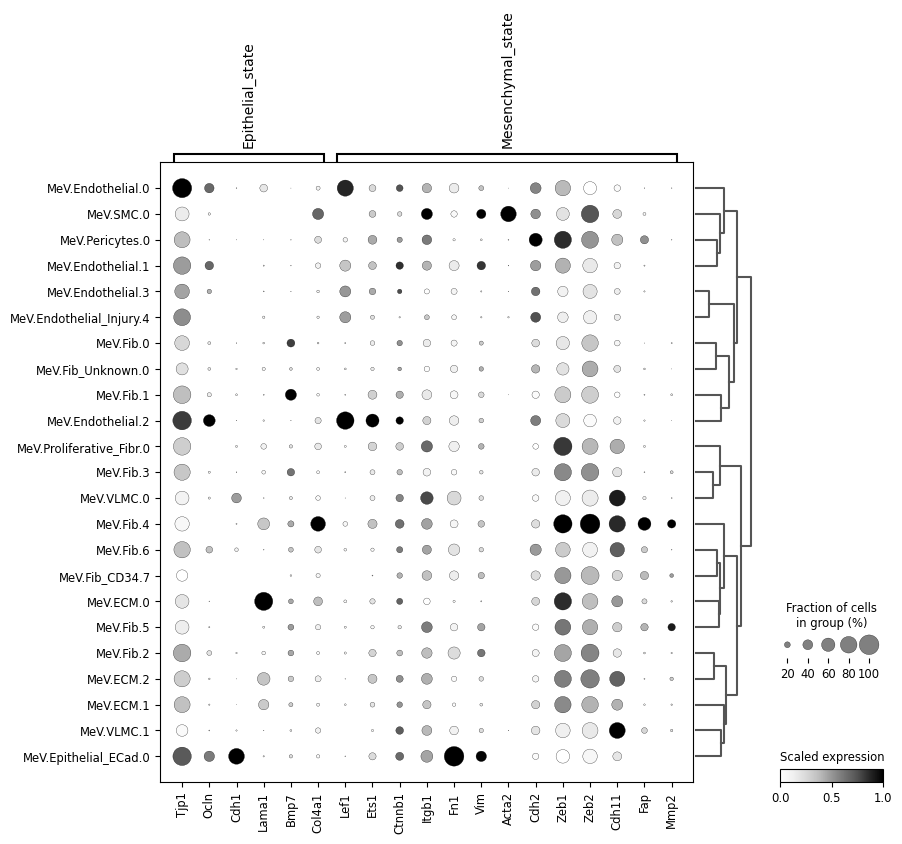 Epithelial_state
Mesenchymal_state
MeV.Endothelial.0
MeV.SMC.0
MeV.Pericytes.0
MeV.Endothelial.1
MeV.Endothelial.3
MeV.Endothelial_Injury.4
MeV.Fib.0
MeV.Fib_Unknown.0
MeV.Fib.1
MeV.Endothelial.2
MeV.Proliferative_Fibr.0
MeV.Fib.3
MeV.VLMC.0
MeV.Fib.4
MeV.Fib.6
MeV.Fib_CD34.7
MeV.ECM.0
MeV.Fib.5
MeV.Fib.2
MeV.ECM.2
MeV.ECM.1
MeV.VLMC.1
MeV.Epithelial_ECad.0
Tjp1
Ocln
Cdh1
Lama1
Bmp7
Col4a1
Lef1
Ets1
Ctnnb1
Itgb1
Fn1
Vim
Acta2
Cdh2
Zeb1
Zeb2
Cdh11
Fap
Mmp2
Fraction of cells
in group (%)
20 40 60 80 100
Scaled expression
0.0 0.5 1.0